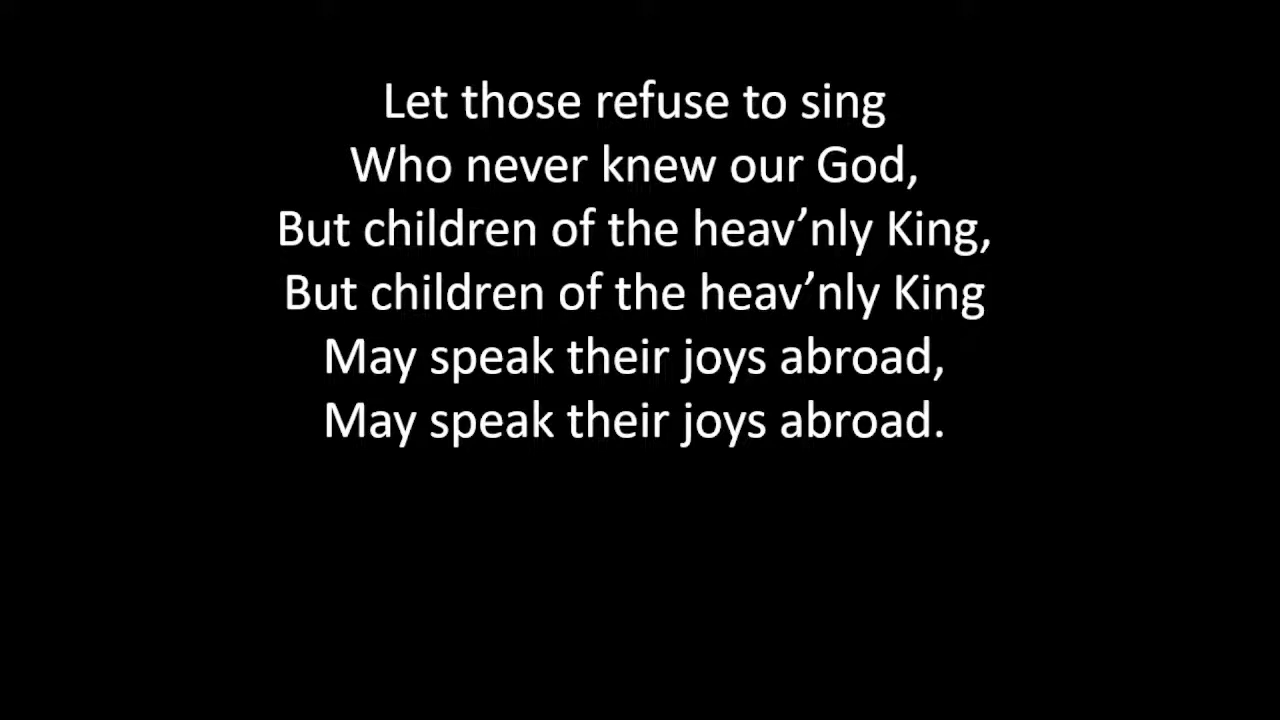 Let those refuse to sing
Who never knew our God,
But children of the heav’nly King,
But children of the heav’nly King
May speak their joys abroad,
May speak their joys abroad.